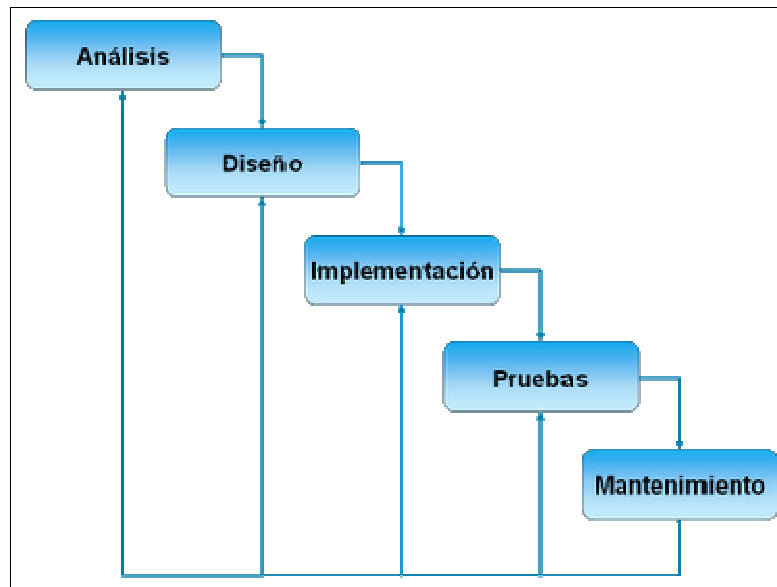 Análisis
Diseño
Implementación
Pruebas
Mantenimiento